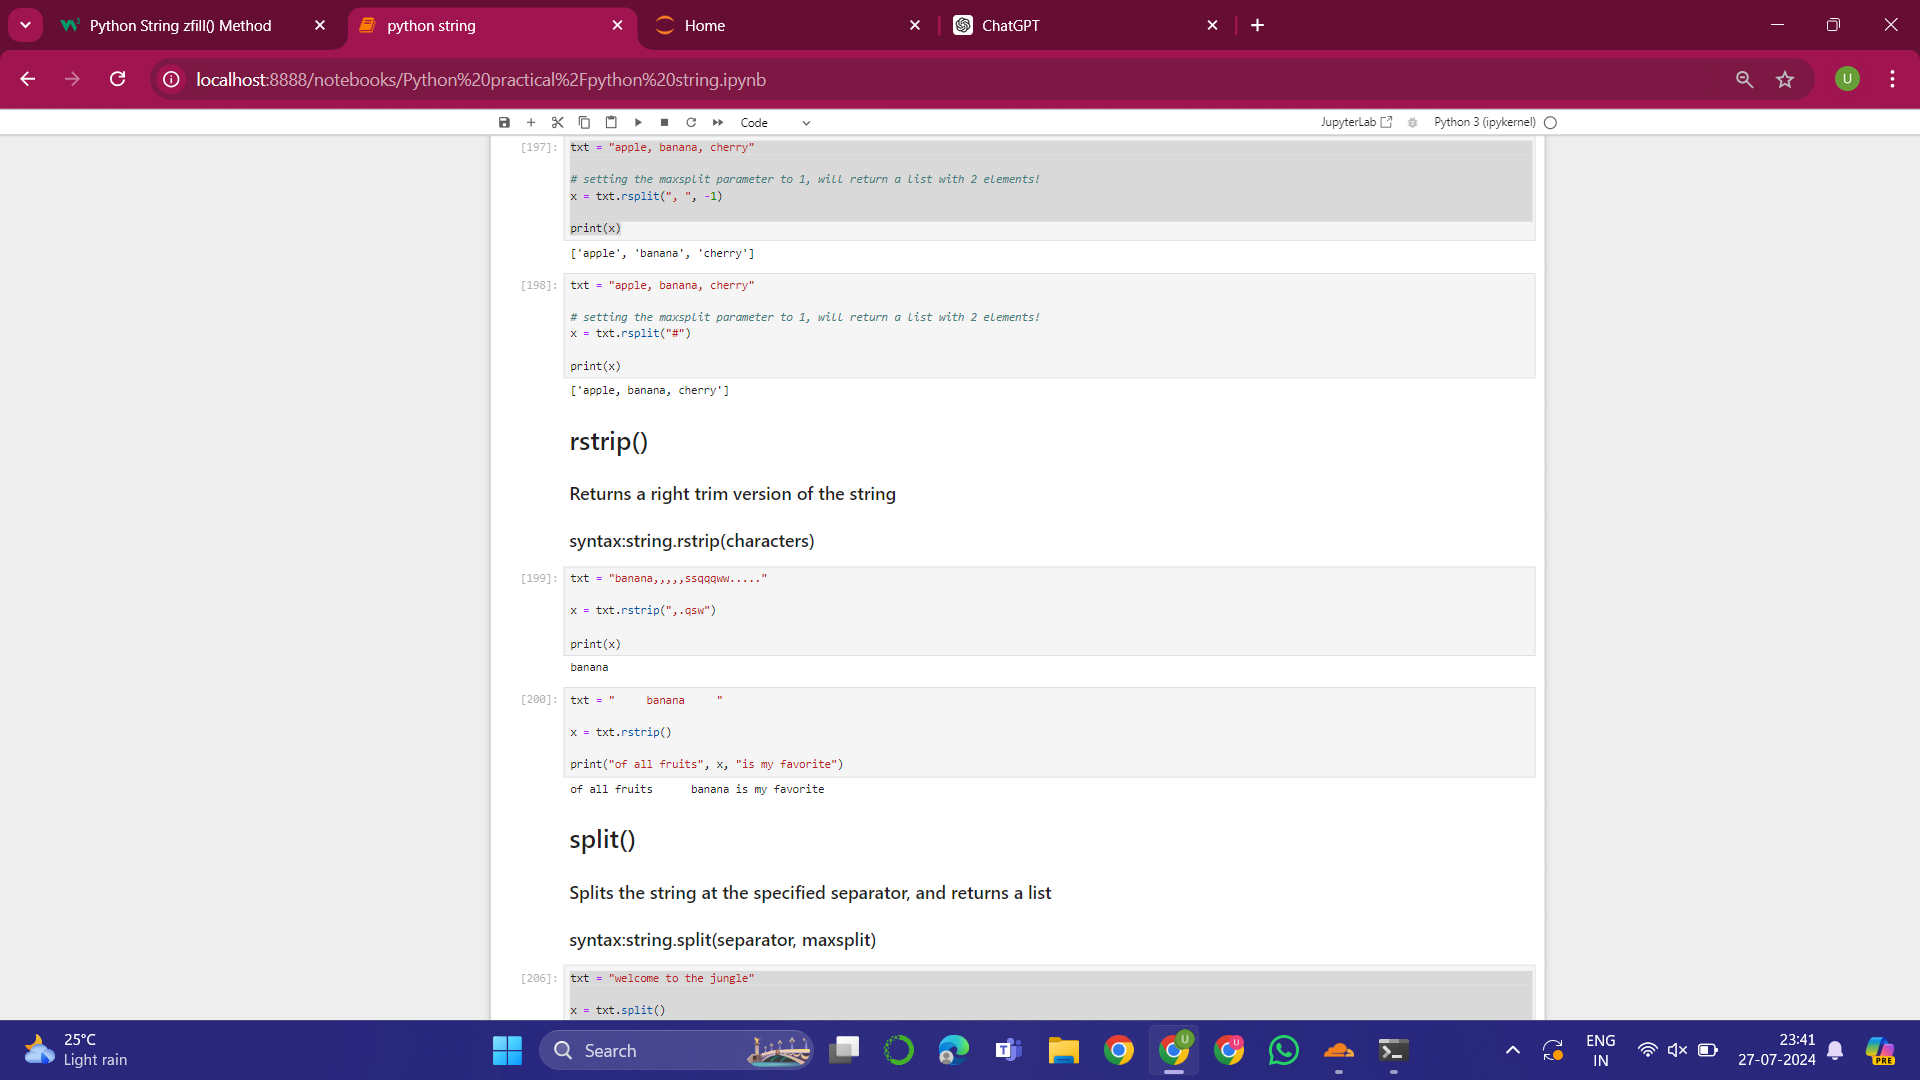 Python String zfill() Method
python string
Home
ChatGPT
localhost:8888/notebooks/Python%20practical%2Fpython%20string.ipynb
U
Code
JupyterLab
Python 3 (ipykernel)
[197]:
txt = "apple, banana, cherry"
# setting the maxsplit parameter to 1, will return a list with 2 elements!
x = txt.rsplit(", ", -1)
print(x)
['apple', 'banana', 'cherry']
[198]:
txt = "apple, banana, cherry"
# setting the maxsplit parameter to 1, will return a list with 2 elements!
x = txt.rsplit("#")
print(x)
['apple, banana, cherry']
rstrip()
Returns a right trim version of the string
syntax:string.rstrip(characters)
[199]:
txt = "banana,,,,,ssqqqww....."
x = txt.rstrip(",.qsw")
print(x)
banana
[200]:
txt = "     banana     "
x = txt.rstrip()
print("of all fruits", x, "is my favorite")
of all fruits      banana is my favorite
split()
Splits the string at the specified separator, and returns a list
syntax:string.split(separator, maxsplit)
[206]:
txt = "welcome to the jungle"
x = txt.split()
25°C
Light rain
Search
U
U
ENG
IN
23:41
27-07-2024
PRE